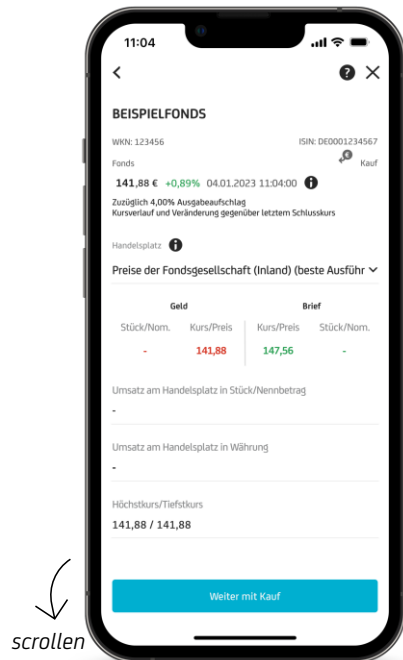 11:04
BEISPIELFONDS
WKN: 123456 ISIN: DE0001234567
Fonds Kauf
141,88 € +0,89% 04.01.2023 11:04:00
Zuzüglich 4,00% Ausgabeaufschlag
Kursverlauf und Veränderung gegenüber letztem Schlusskurs
Handelsplatz
Preise der Fondsgesellschaft (Inland) (beste Ausführ
Geld Brief
Stück/Nom. Kurs/Preis Kurs/Preis Stück/Nom.
- 141,88 147,56 -
Umsatz am Handelsplatz in Stück/Nennbetrag
-
Umsatz am Handelsplatz in Währung
-
Höchstkurs/Tiefstkurs
141,88 / 141,88
Weiter mit Kauf
scrollen